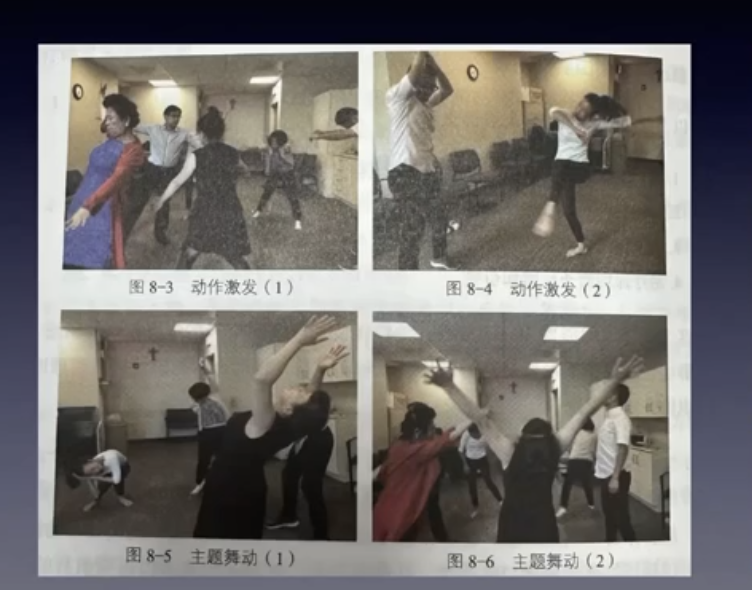 图 8-3 动作激发(1)
图 8-4 动作激发(2)
图 8-5 主题舞动(1)
图 8-6 主题舞动(2)